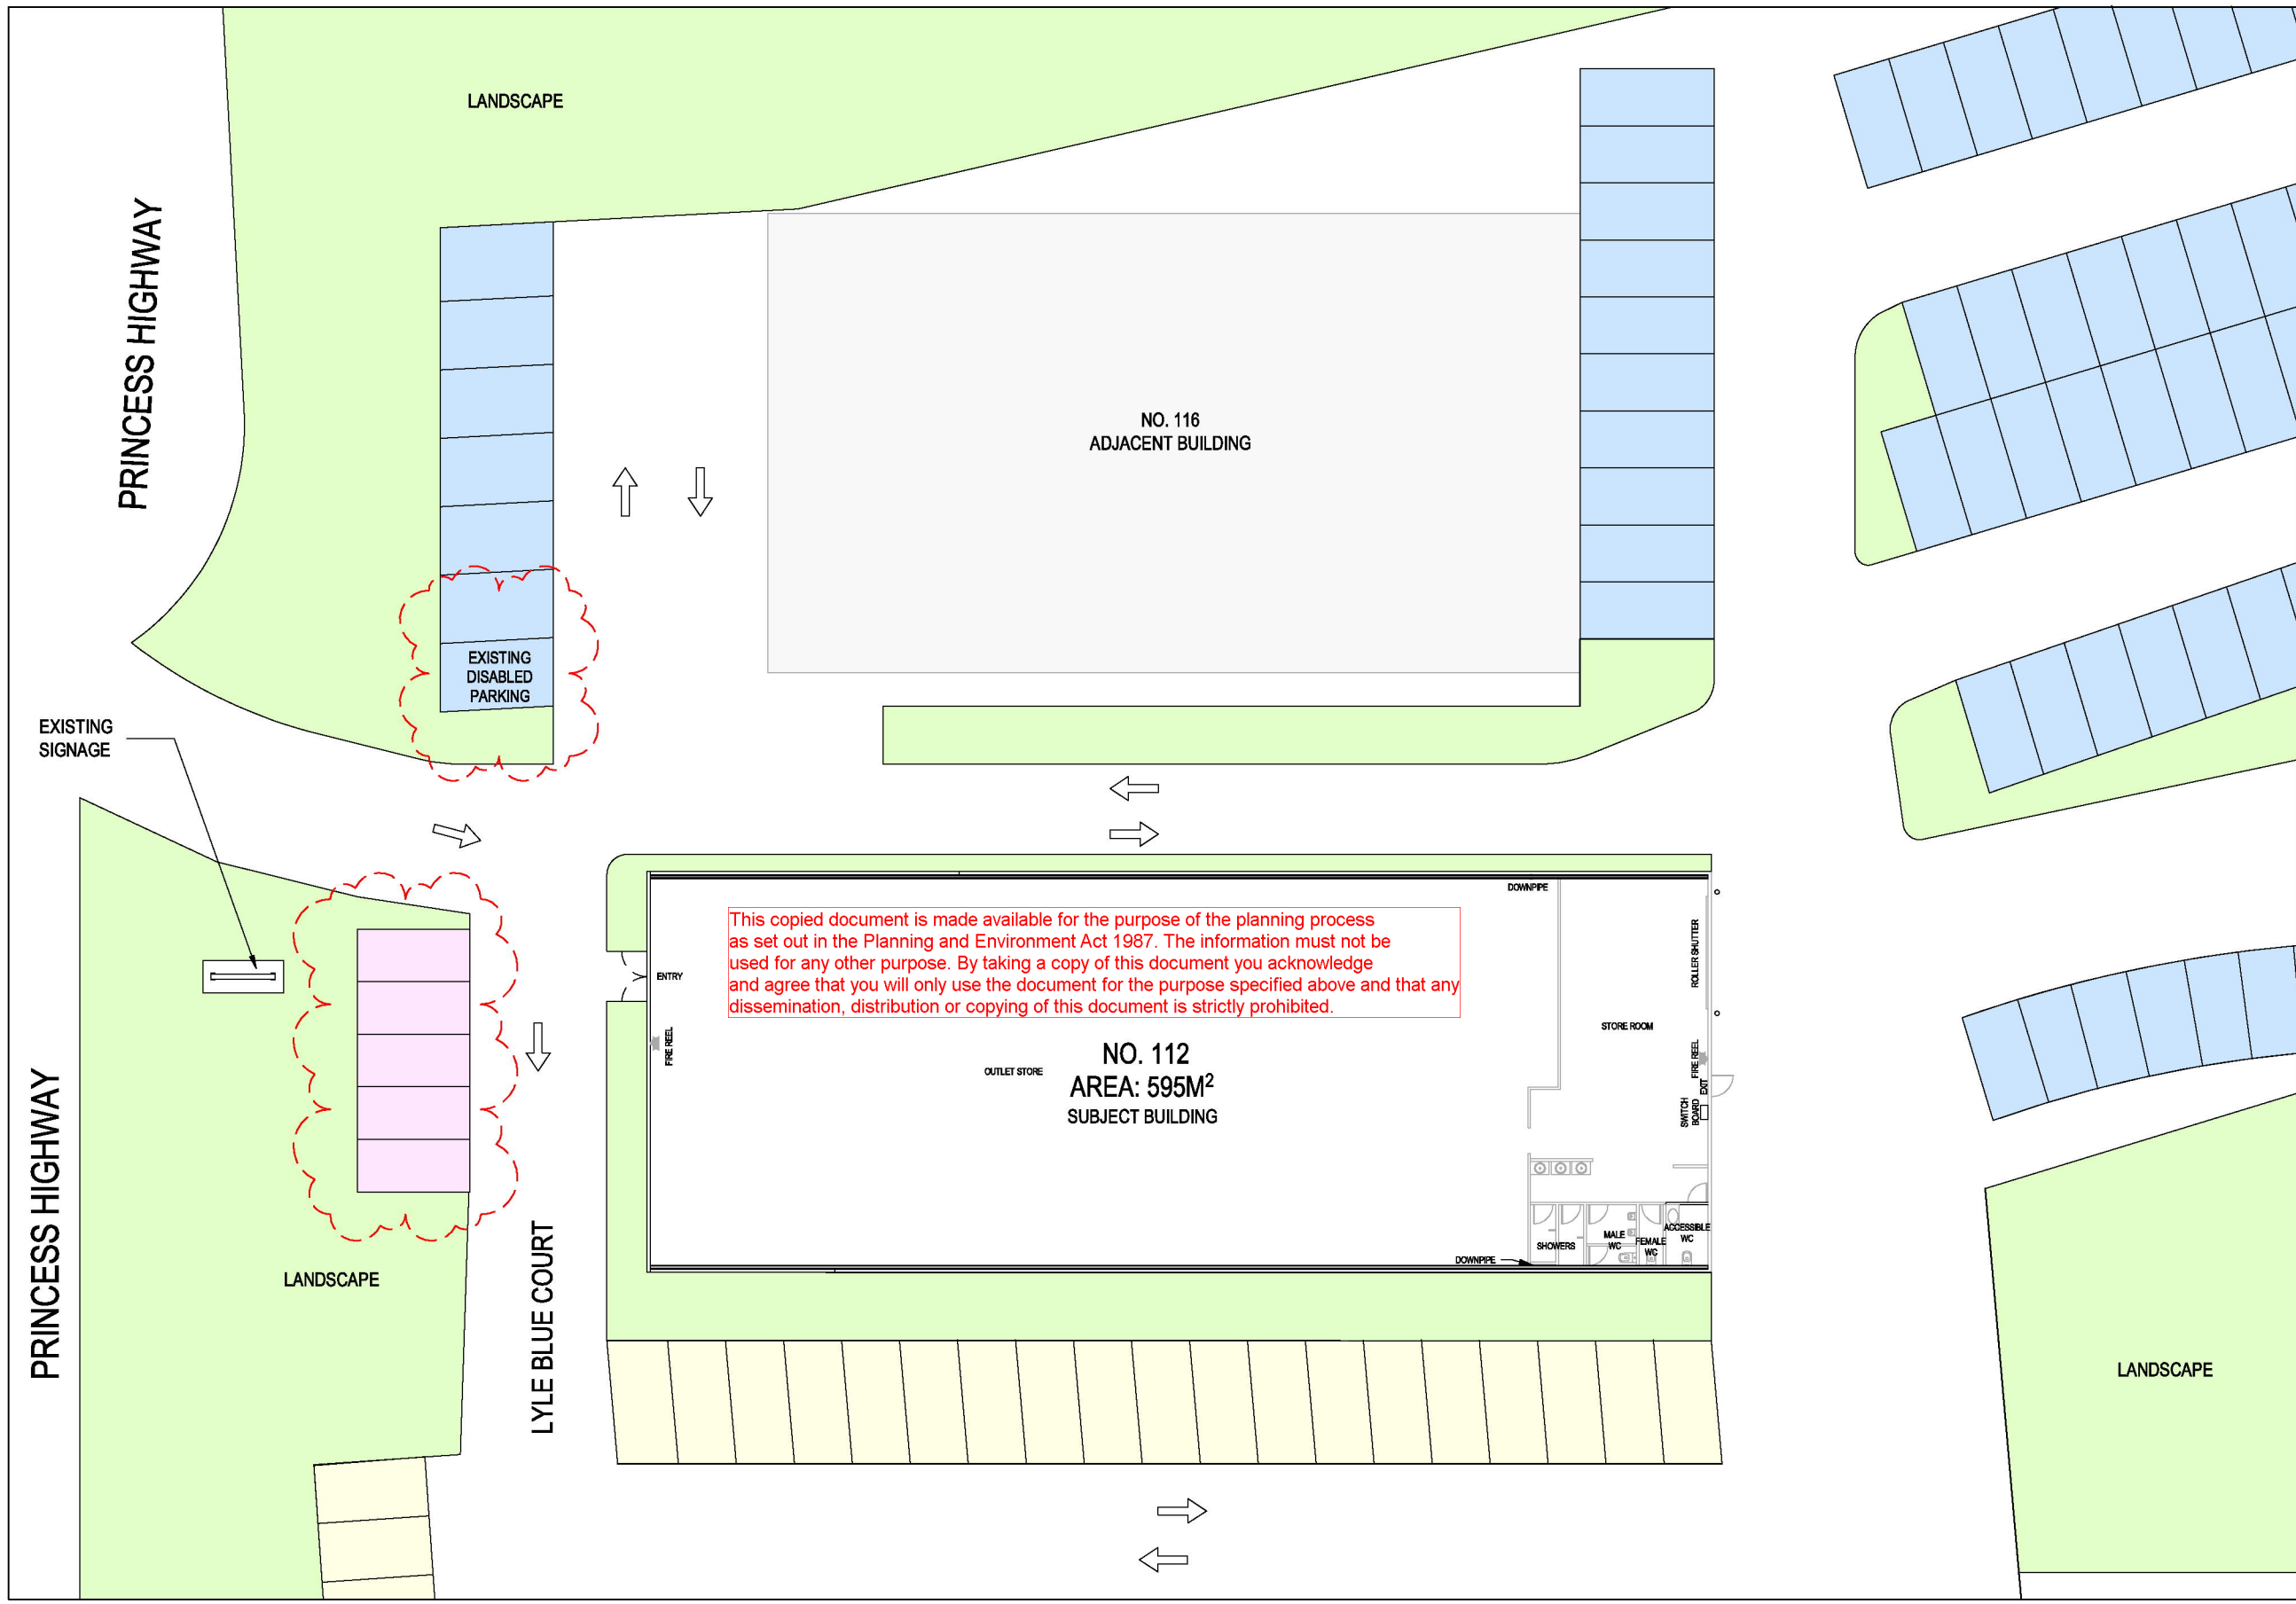 LANDSCAPE
PRINCESS HIGHWAY
NO. 116
ADJACENT BUILDING
EXISTING
DISABLED
PARKING
EXISTING
SIGNAGE
DOWNPIPE
This copied document is made available for the purpose of the planning process
as set out in the Planning and Environment Act 1987. The information must not be
used for any other purpose. By taking a copy of this document you acknowledge
and agree that you will only use the document for the purpose specified above and that any
dissemination, distribution or copying of this document is strictly prohibited.
ENTRY
FIRE REEL
ROLLER SHUTTER
STORE ROOM
NO. 112
OUTLET STORE
AREA: 595M²
SUBJECT BUILDING
FIRE REEL
EXIT
SWITCH
BOARD
SHOWERS
MALE
WC
FEMALE
WC
ACCESSIBLE
WC
DOWNPIPE
PRINCESS HIGHWAY
LANDSCAPE
LYLE BLUE COURT
LANDSCAPE